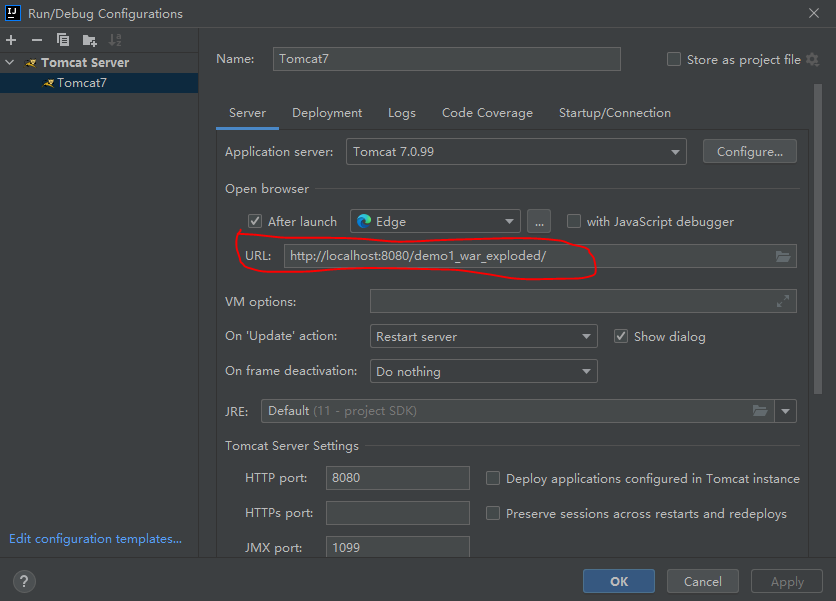 Run/Debug Configurations
Tomcat Server
Tomcat7
Name: Tomcat7 Store as project file
Server Deployment Logs Code Coverage Startup/Connection
Application server: Tomcat 7.0.99 Configure...
Open browser
After launch Edge ... with JavaScript debugger
URL: http://localhost:8080/demo1_war_exploded/
VM options:
On 'Update' action: Restart server Show dialog
On frame deactivation: Do nothing
JRE: Default (11 - project SDK)
Tomcat Server Settings
HTTP port: 8080 Deploy applications configured in Tomcat instance
HTTPs port: Preserve sessions across restarts and redeploys
JMX port: 1099
Edit configuration templates...
? OK Cancel Apply